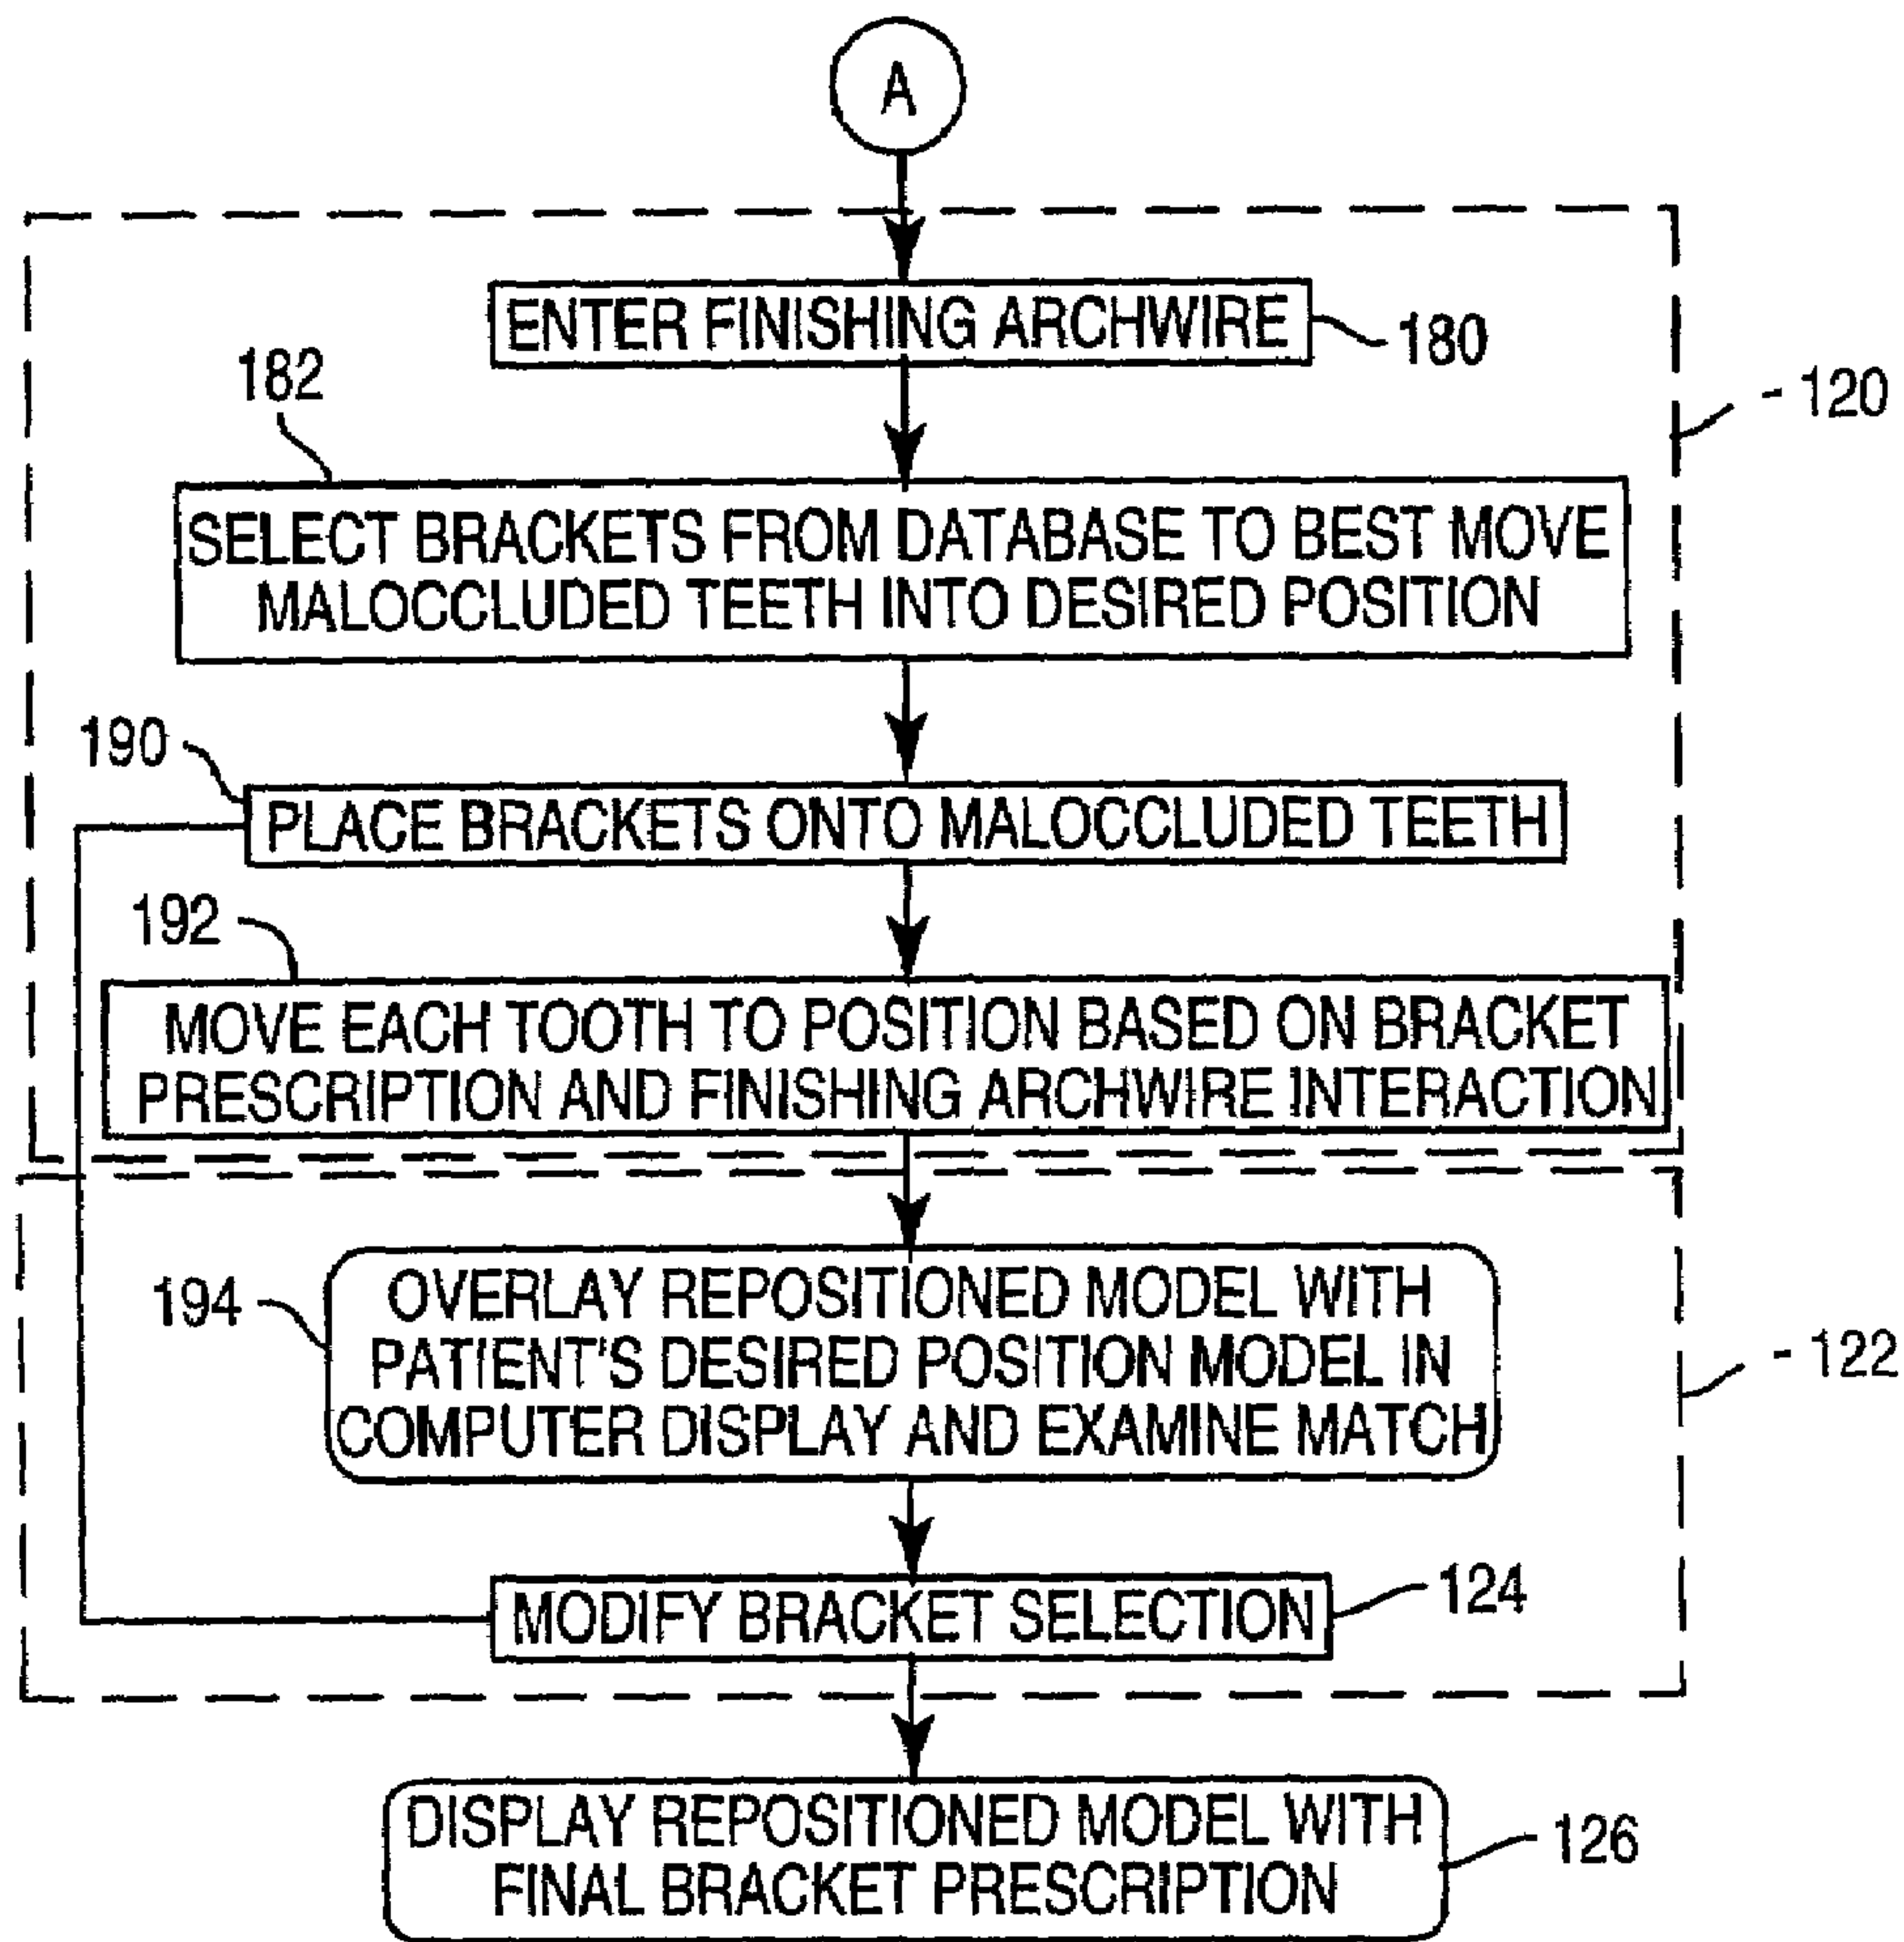 A
ENTER FINISHING ARCHWIRE
180
120
182
SELECT BRACKETS FROM DATABASE TO BEST MOVE
MALOCCLUDED TEETH INTO DESIRED POSITION
190
PLACE BRACKETS ONTO MALOCCLUDED TEETH
192
MOVE EACH TOOTH TO POSITION BASED ON BRACKET
PRESCRIPTION AND FINISHING ARCHWIRE INTERACTION
194
OVERLAY REPOSITIONED MODEL WITH
PATIENT'S DESIRED POSITION MODEL IN
COMPUTER DISPLAY AND EXAMINE MATCH
122
MODIFY BRACKET SELECTION
124
DISPLAY REPOSITIONED MODEL WITH
FINAL BRACKET PRESCRIPTION
126